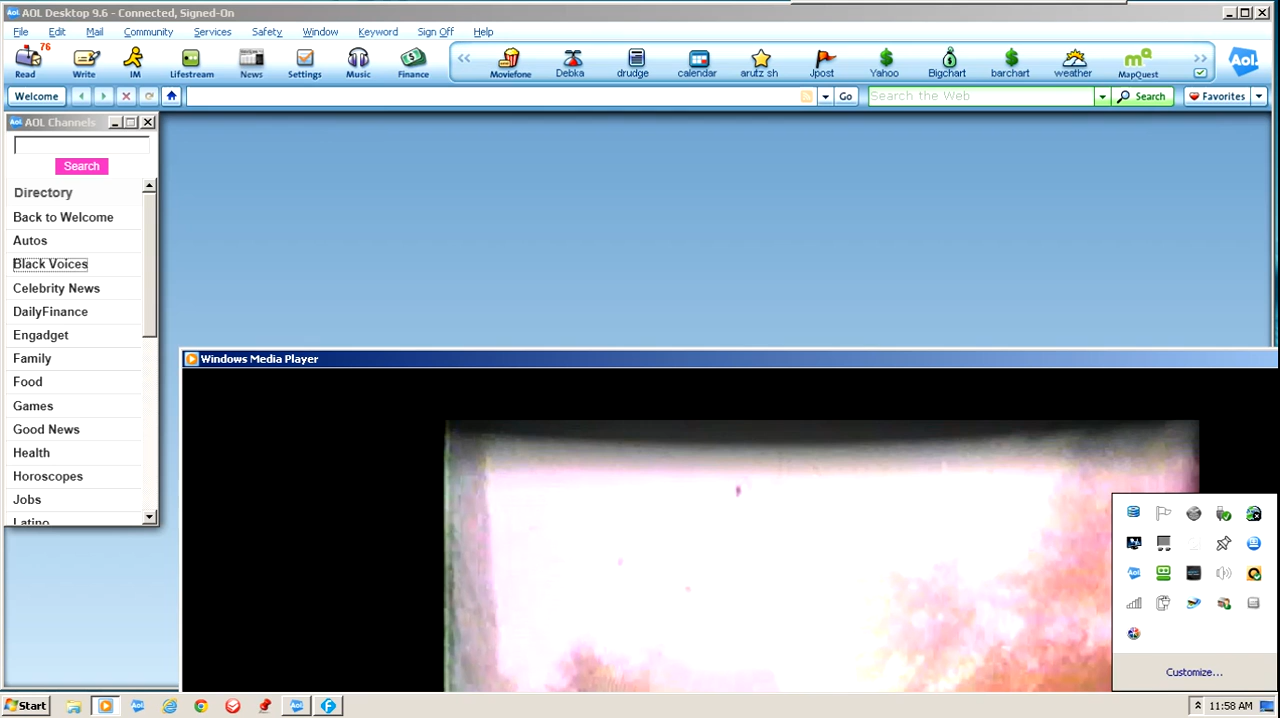 AOL Desktop 9.6 - Connected, Signed-On
File Edit Mail Community Services Safety Window Keyword Sign Off Help
76
Read Write IM Lifestream News Settings Music Finance Moviefone Debka drudge calendar arutz sh Jpost Yahoo Bigchart barchart weather MapQuest Aol.
Welcome Go Search the Web Search Favorites
AOL Channels
Search
Directory
Back to Welcome
Autos
Black Voices
Celebrity News
DailyFinance
Engadget
Family
Food
Games
Good News
Health
Horoscopes
Jobs
Latino
Windows Media Player
Customize...
Start 11:58 AM